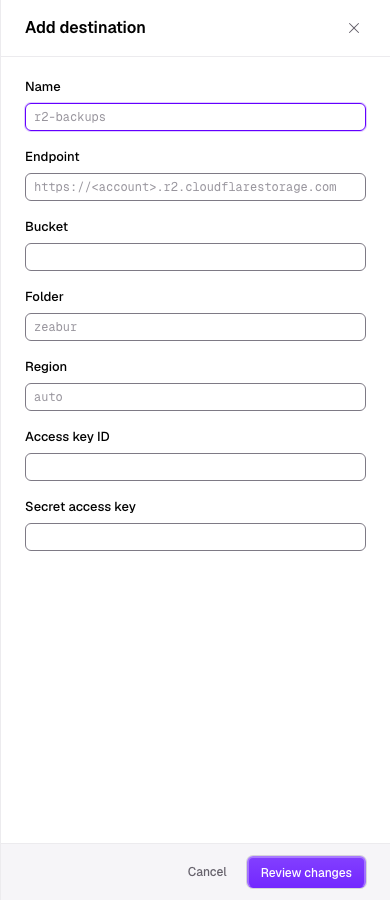 Add destination
Name
r2-backups
Endpoint
https://<account>.r2.cloudflarestorage.com
Bucket
Folder
zeabur
Region
auto
Access key ID
Secret access key
Cancel
Review changes